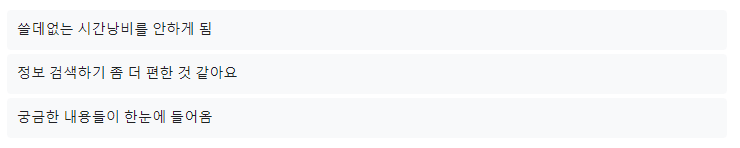 쓸데없는 시간낭비를 안하게 됨
정보 검색하기 좀 더 편한 것 같아요
궁금한 내용들이 한눈에 들어옴